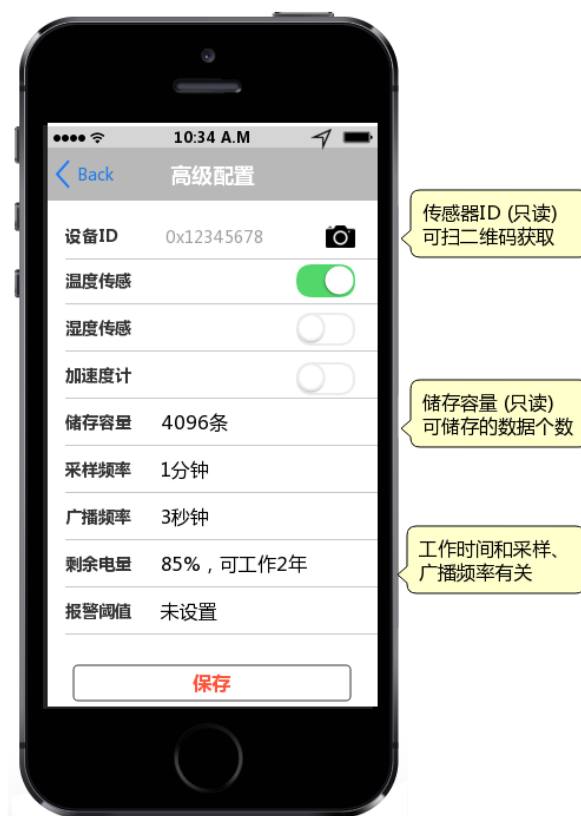 10:34 A.M
Back
高级配置
设备ID 0x12345678
温度传感
湿度传感
加速度计
储存容量 4096条
采样频率 1分钟
广播频率 3秒钟
剩余电量 85%，可工作2年
报警阈值 未设置
保存
传感器ID (只读)
可扫二维码获取
储存容量 (只读)
可储存的数据个数
工作时间和采样、
广播频率有关